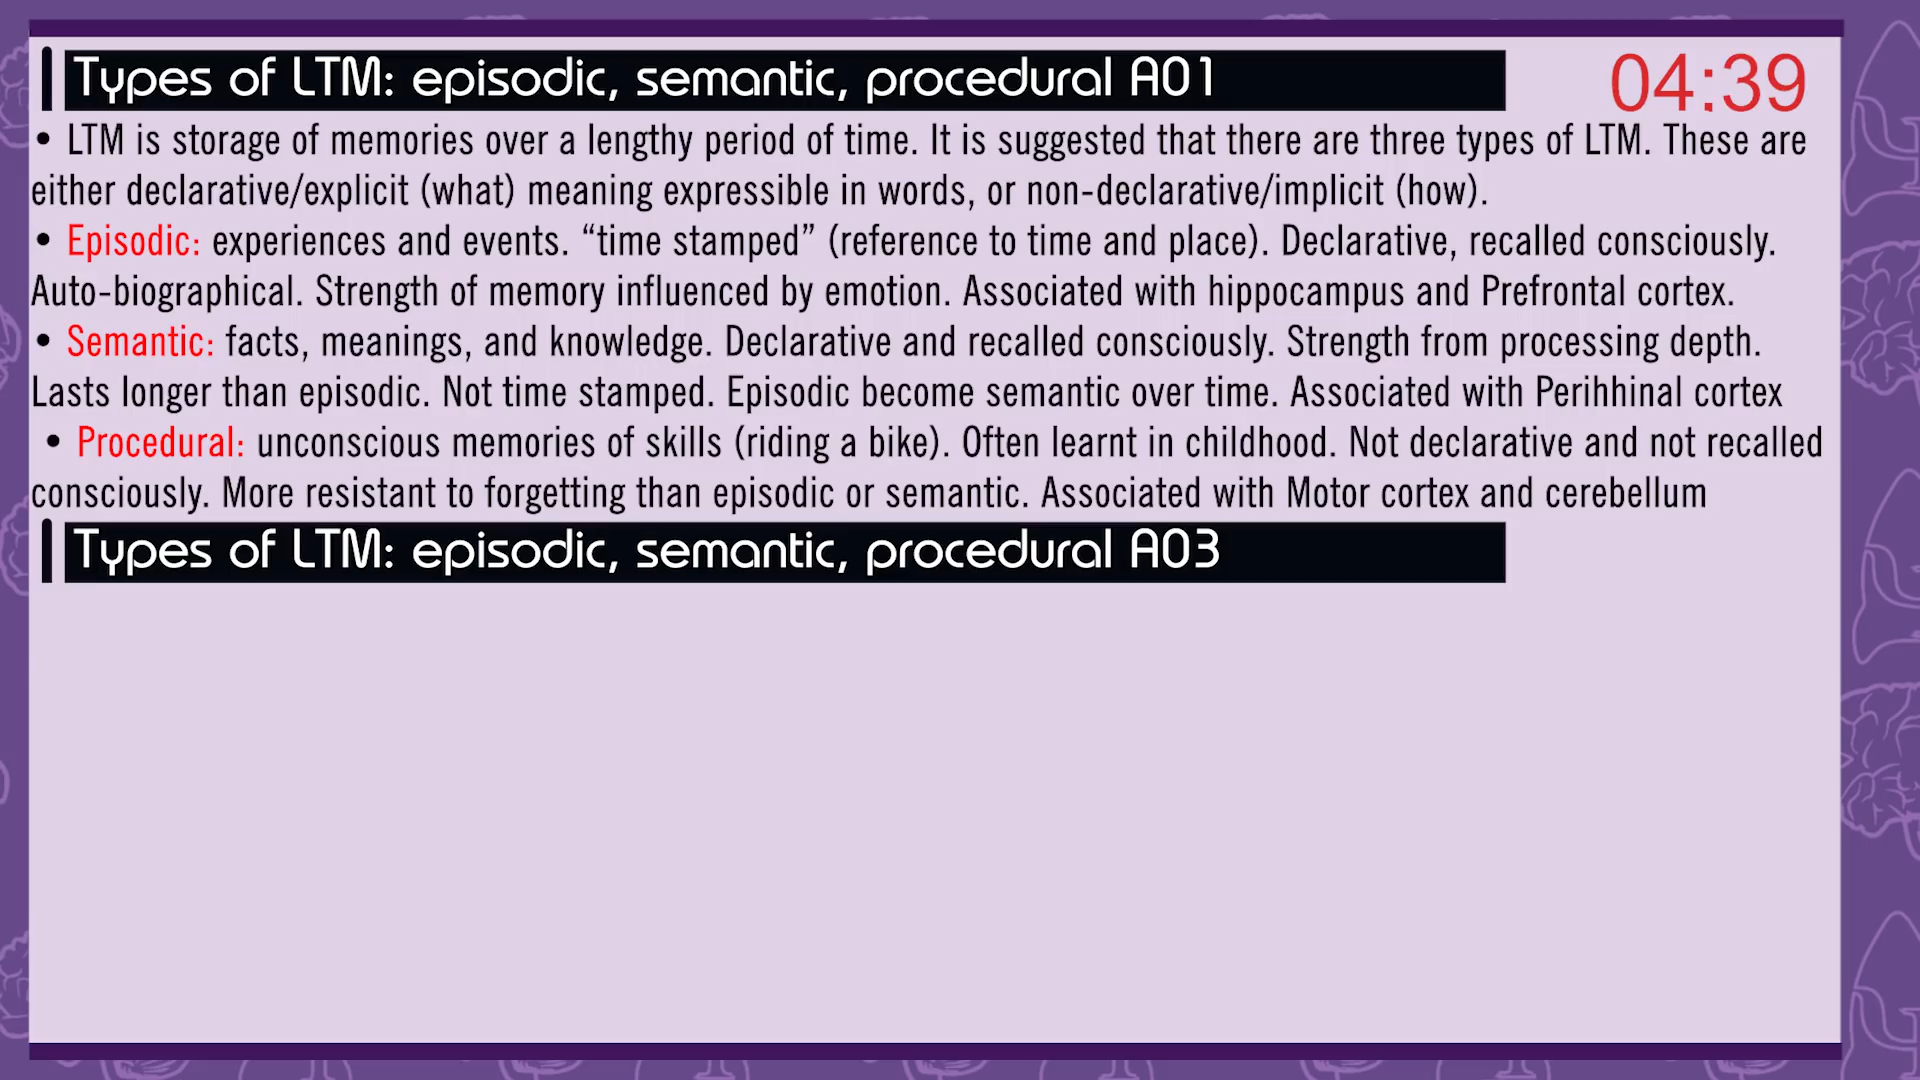 Types of LTM: episodic, semantic, procedural A01
04:39
• LTM is storage of memories over a lengthy period of time. It is suggested that there are three types of LTM. These are
either declarative/explicit (what) meaning expressible in words, or non-declarative/implicit (how).
• Episodic: experiences and events. “time stamped” (reference to time and place). Declarative, recalled consciously.
Auto-biographical. Strength of memory influenced by emotion. Associated with hippocampus and Prefrontal cortex.
• Semantic: facts, meanings, and knowledge. Declarative and recalled consciously. Strength from processing depth.
Lasts longer than episodic. Not time stamped. Episodic become semantic over time. Associated with Perihhinal cortex
• Procedural: unconscious memories of skills (riding a bike). Often learnt in childhood. Not declarative and not recalled
consciously. More resistant to forgetting than episodic or semantic. Associated with Motor cortex and cerebellum
Types of LTM: episodic, semantic, procedural A03